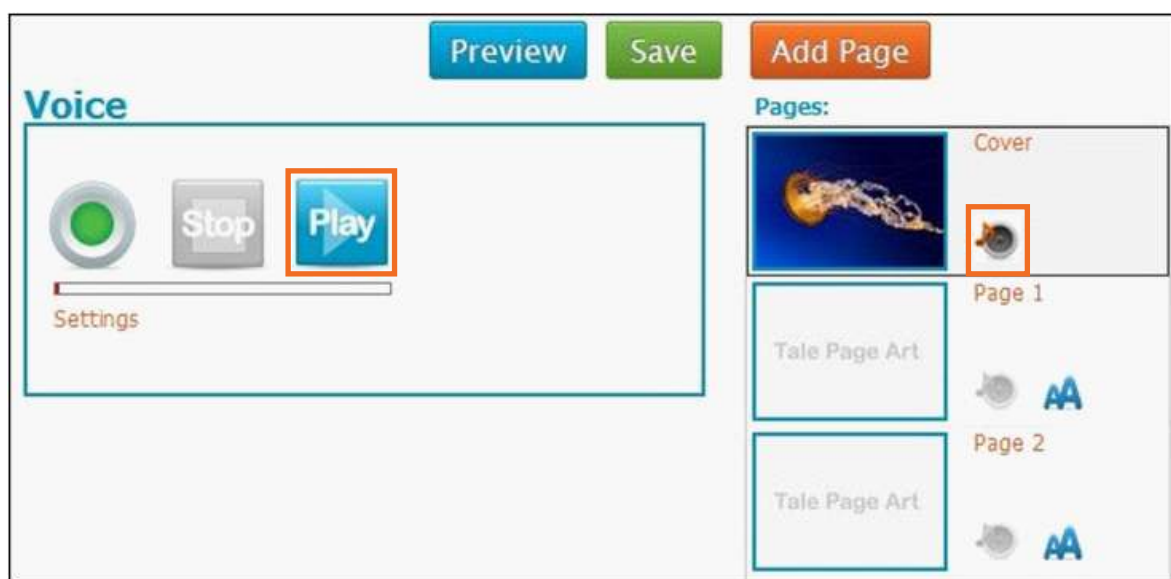 Preview Save Add Page
Voice
Pages:
Cover
Stop Play
Settings
Page 1
Tale Page Art
AA
Page 2
Tale Page Art
AA